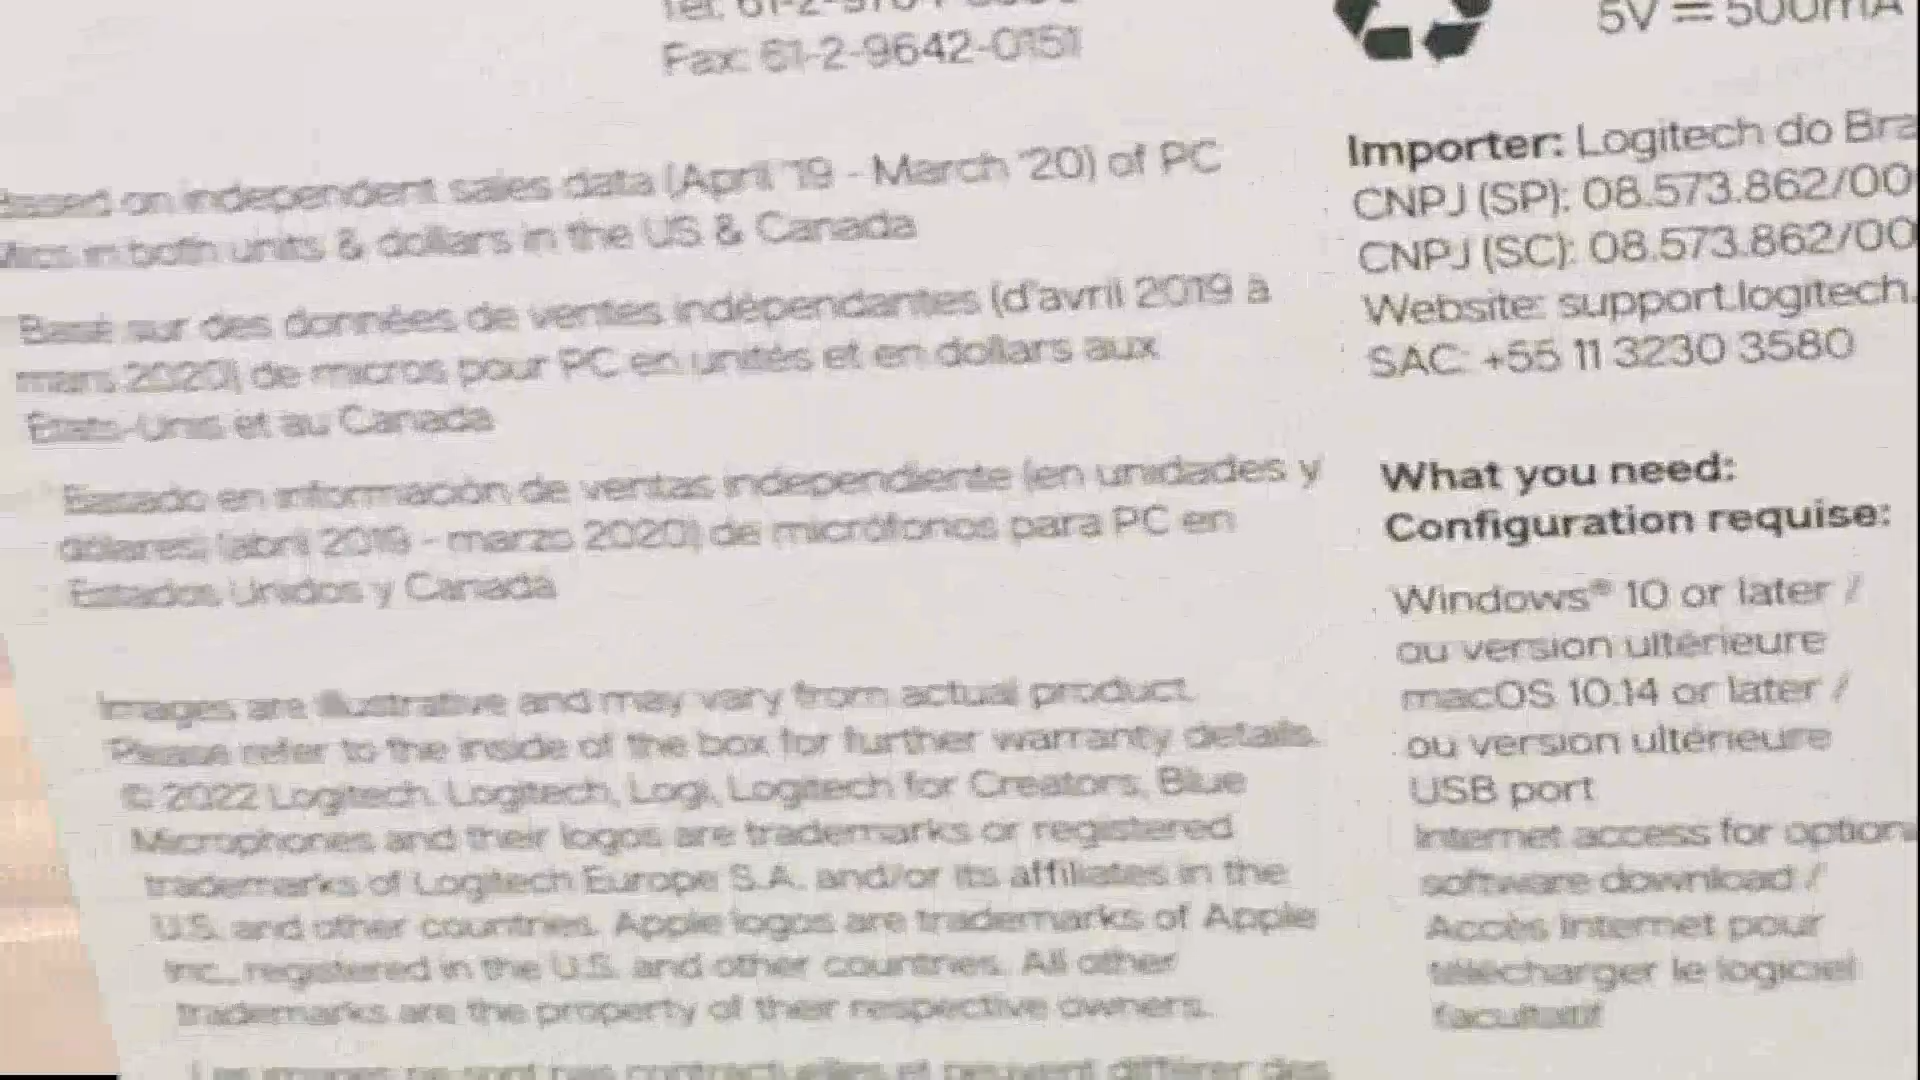 Fax: 61-2-9642-0151
5V ⎓ 500mA
Based on independent sales data (April '19 - March '20) of PC
Mics in both units & dollars in the US & Canada
Basé sur des données de ventes indépendantes (d'avril 2019 à
mars 2020) de micros pour PC en unités et en dollars aux
États-Unis et au Canada
Basado en información de ventas independiente (en unidades y
dólares) (abril 2019 - marzo 2020) de micrófonos para PC en
Estados Unidos y Canada
Images are illustrative and may vary from actual product.
Please refer to the inside of the box for further warranty details.
© 2022 Logitech. Logitech, Logi, Logitech for Creators, Blue
Microphones and their logos are trademarks or registered
trademarks of Logitech Europe S.A. and/or its affiliates in the
U.S. and other countries. Apple logos are trademarks of Apple
Inc., registered in the U.S. and other countries. All other
trademarks are the property of their respective owners.
Importer: Logitech do Bra
CNPJ (SP): 08.573.862/00
CNPJ (SC): 08.573.862/00
Website: support.logitech.
SAC: +55 11 3230 3580
What you need:
Configuration requise:
Windows® 10 or later /
ou version ultérieure
macOS 10.14 or later /
ou version ultérieure
USB port
Internet access for option
software download /
Accès Internet pour
télécharger le logiciel
facultatif